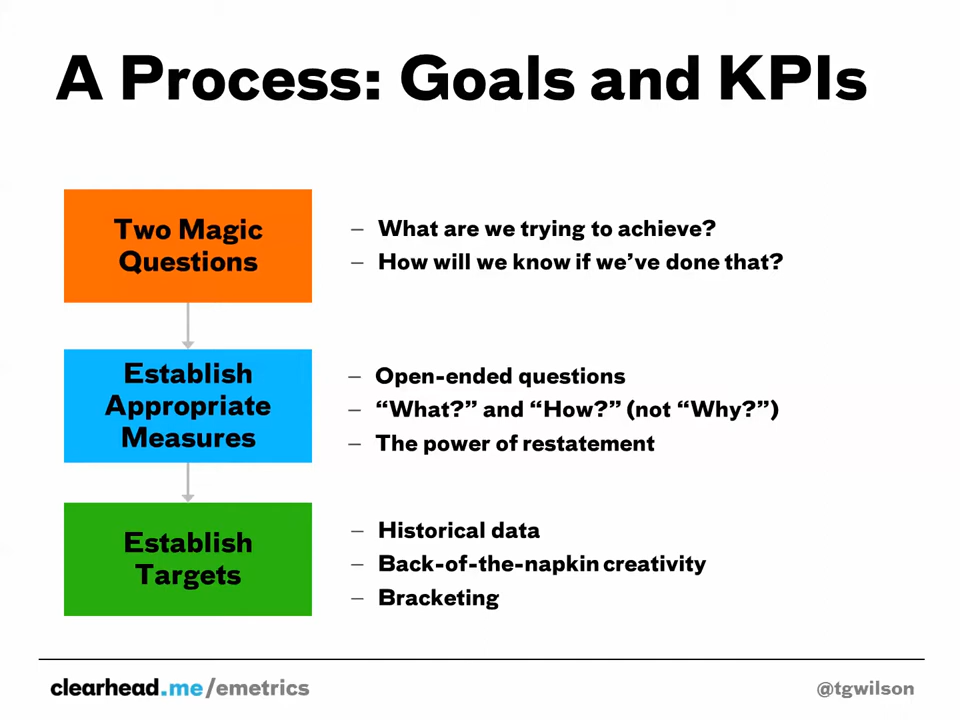 A Process: Goals and KPIs
Two Magic
Questions
– What are we trying to achieve?
– How will we know if we’ve done that?
Establish
Appropriate
Measures
– Open-ended questions
– “What?” and “How?” (not “Why?”)
– The power of restatement
Establish
Targets
– Historical data
– Back-of-the-napkin creativity
– Bracketing
clearhead.me/emetrics
@tgwilson